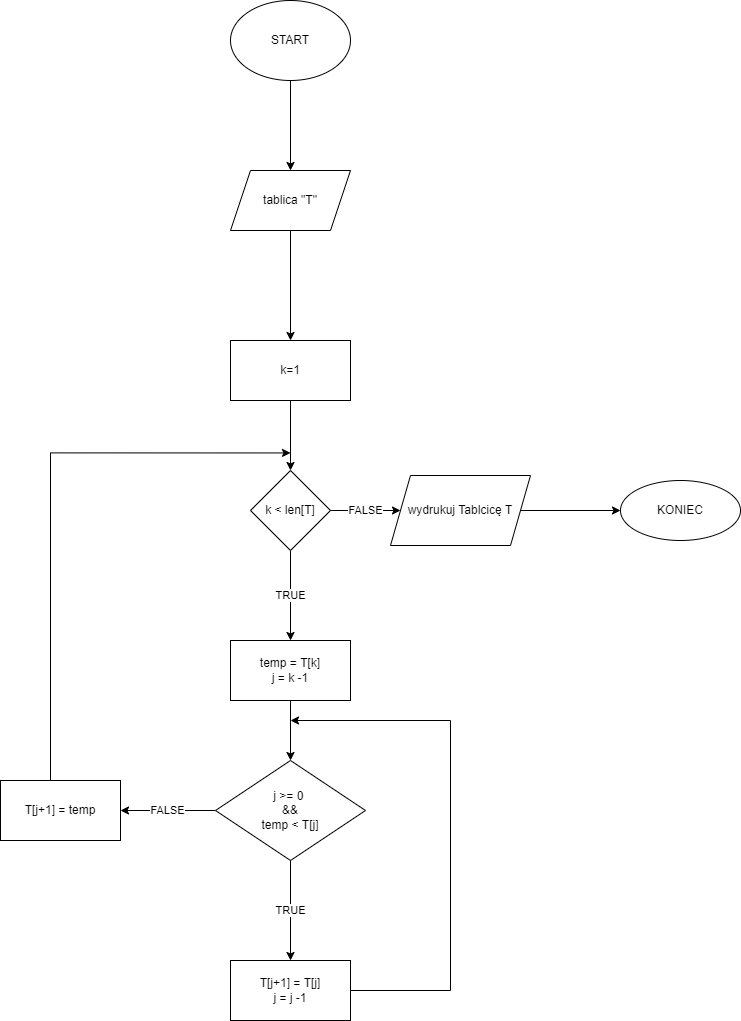 START
tablica "T"
k=1
k < len[T]
FALSE
wydrukuj Tablcicę T
KONIEC
TRUE
temp = T[k]
j = k -1
j >= 0
&&
temp < T[j]
FALSE
T[j+1] = temp
TRUE
T[j+1] = T[j]
j = j -1